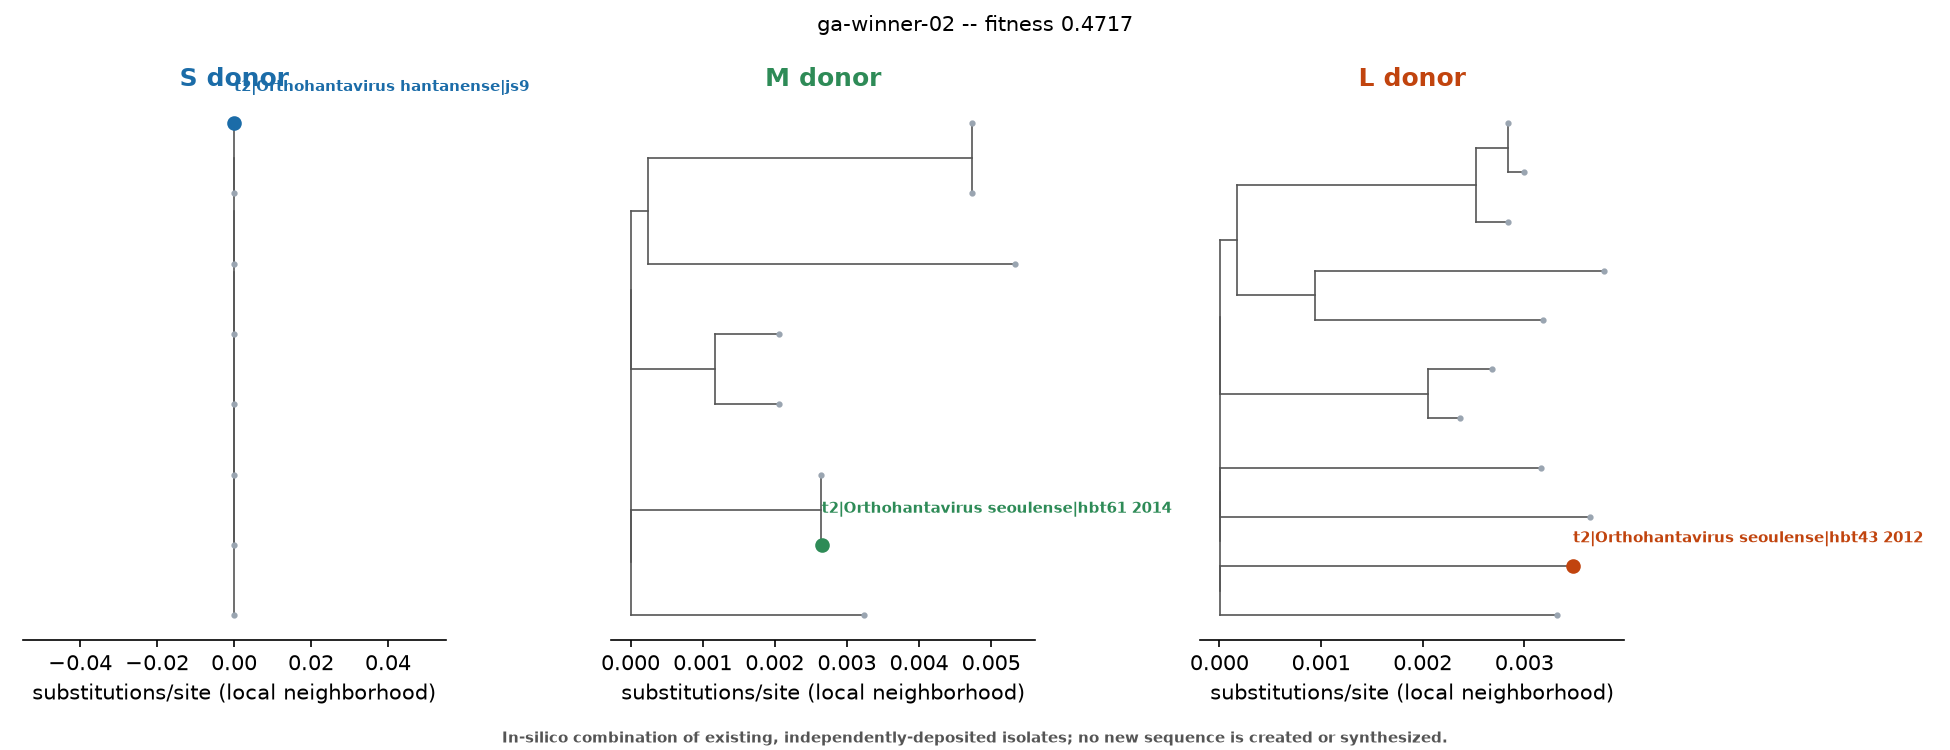 ga-winner-02 -- fitness 0.4717
S donor
t2|Orthohantavirus hantanense|js9
−0.04 −0.02 0.00 0.02 0.04
substitutions/site (local neighborhood)
M donor
t2|Orthohantavirus seoulense|hbt61 2014
0.000 0.001 0.002 0.003 0.004 0.005
substitutions/site (local neighborhood)
L donor
t2|Orthohantavirus seoulense|hbt43 2012
0.000 0.001 0.002 0.003
substitutions/site (local neighborhood)
In-silico combination of existing, independently-deposited isolates; no new sequence is created or synthesized.